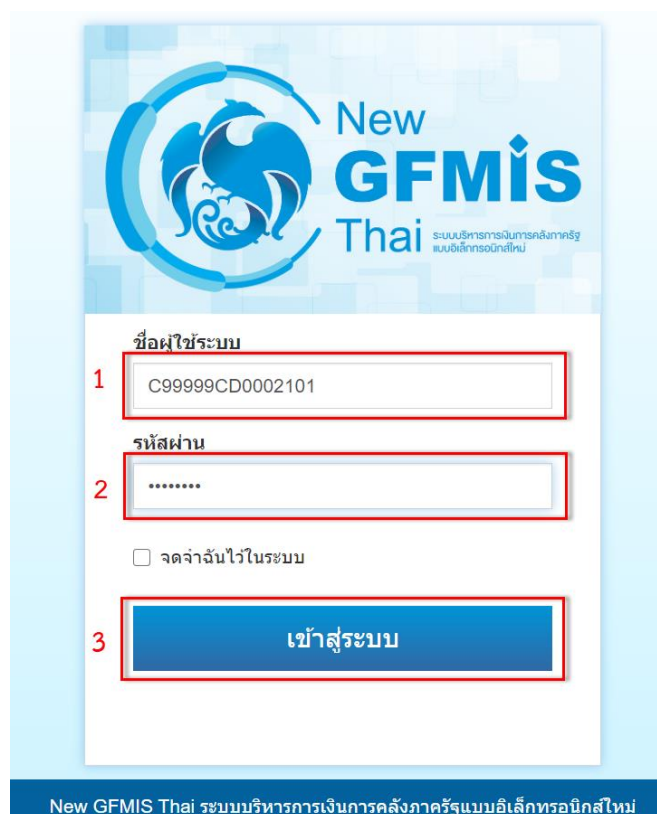 New
GFMIS
Thai ระบบบริหารการเงินการคลังภาครัฐ
แบบอิเล็กทรอนิกส์ใหม่
ชื่อผู้ใช้ระบบ
1 C99999CD0002101
รหัสผ่าน
2 ••••••••
จดจำฉันไว้ในระบบ
3 เข้าสู่ระบบ
New GFMIS Thai ระบบบริหารการเงินการคลังภาครัฐแบบอิเล็กทรอนิกส์ใหม่